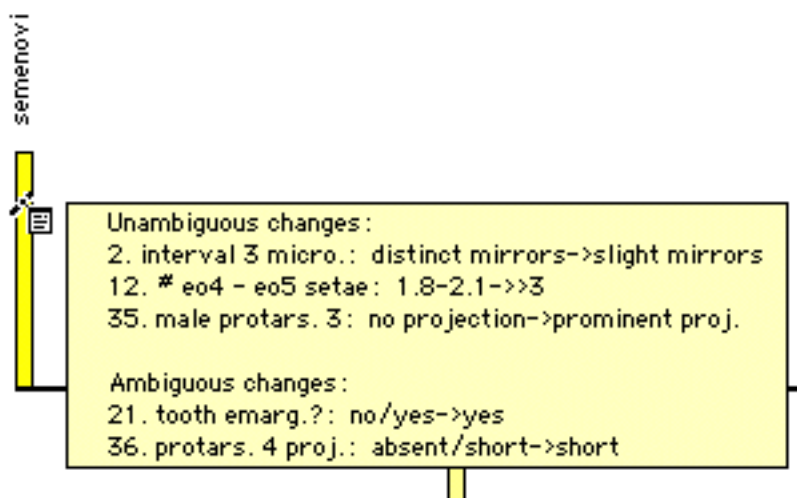 semenovi
Unambiguous changes:
2. interval 3 micro.: distinct mirrors->slight mirrors
12. # eo4 - eo5 setae: 1.8-2.1->>3
35. male protars. 3: no projection->prominent proj.
Ambiguous changes:
21. tooth emarg.?: no/yes->yes
36. protars. 4 proj.: absent/short->short